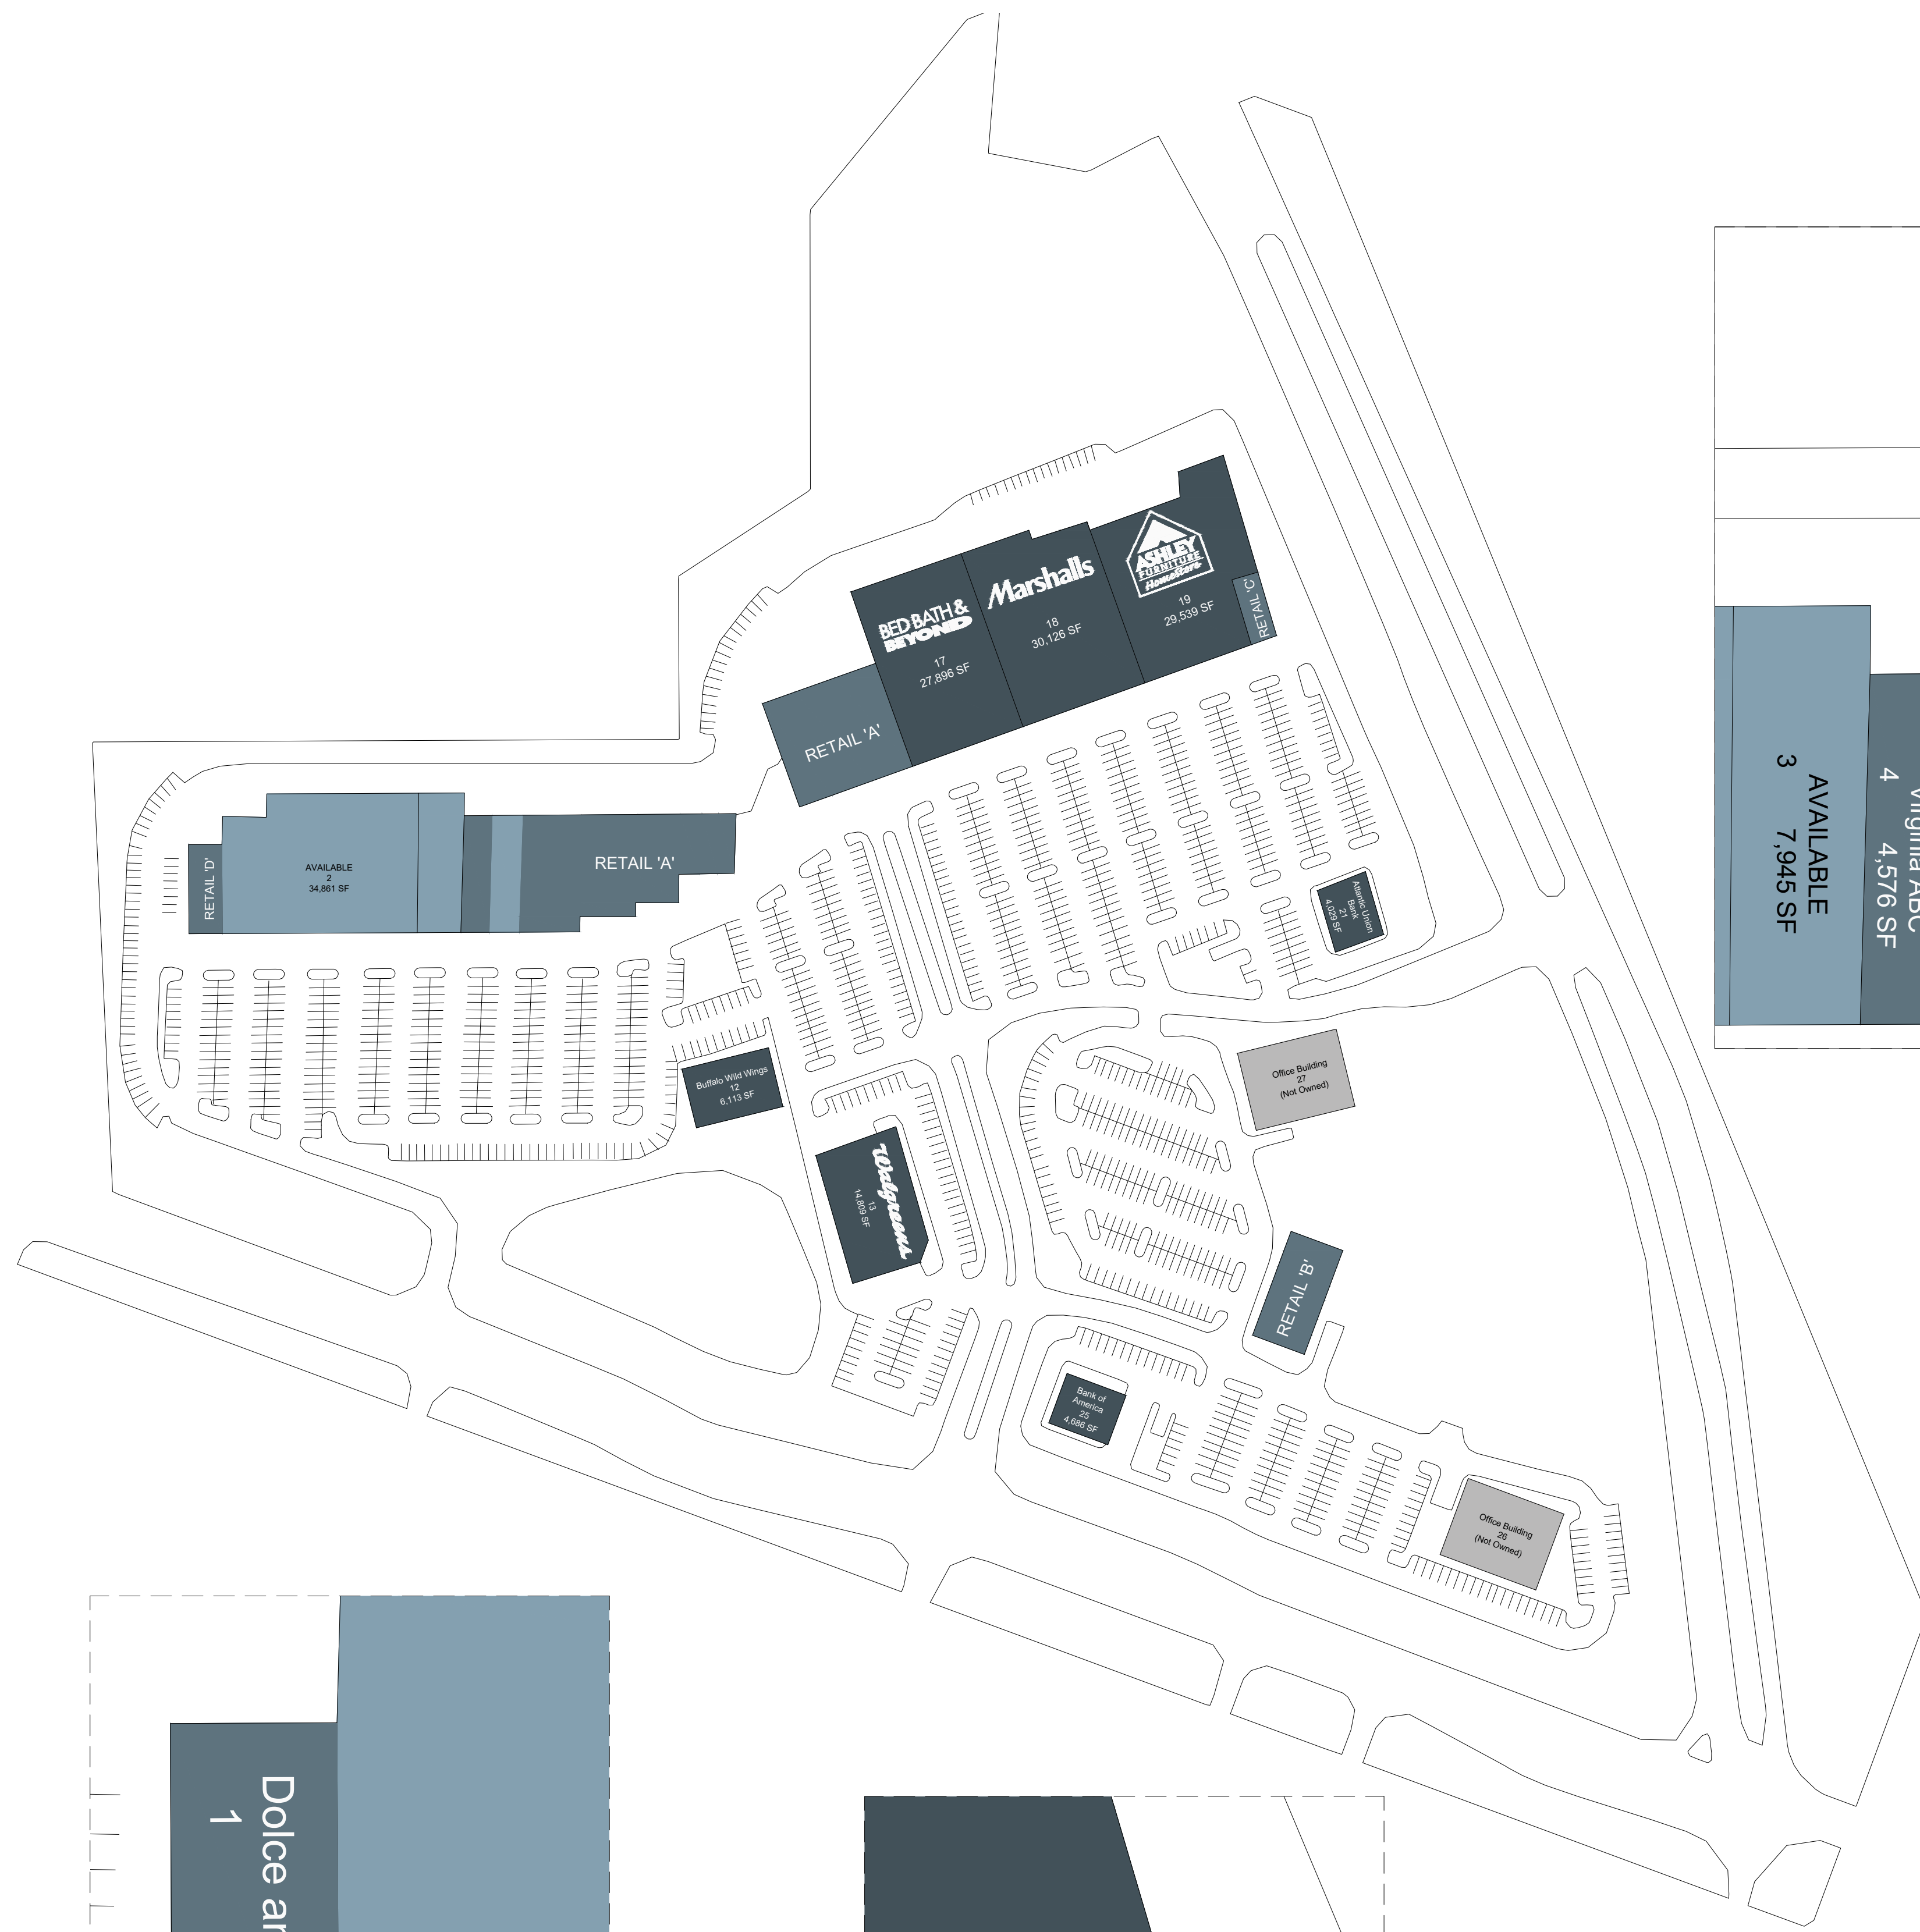 BED BATH &
BEYOND
17
27,896 SF
Marshalls
18
30,126 SF
ASHLEY
FURNITURE
HomeStore
19
29,539 SF
RETAIL 'C'
RETAIL 'A'
RETAIL 'D'
AVAILABLE
2
34,861 SF
RETAIL 'A'
AVAILABLE
3 7,945 SF
Virginia ABC
4 4,576 SF
Atlantic Union
Bank
21
4,029 SF
Buffalo Wild Wings
12
6,113 SF
Office Building
27
(Not Owned)
Walgreens
13
14,809 SF
RETAIL 'B'
Bank of
America
25
4,686 SF
Office Building
26
(Not Owned)
Dolce
1